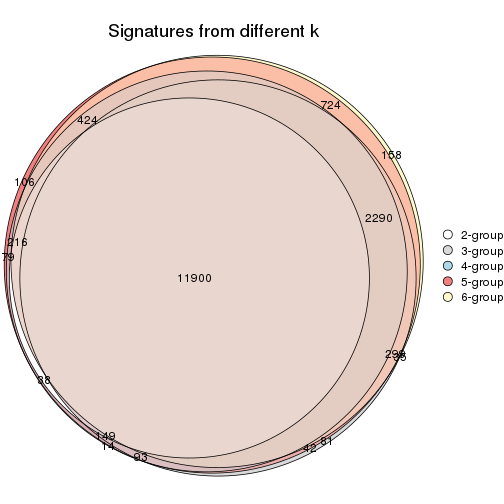 Signatures from different k
724
424
158
106
2290
216
79
11900
2-group
3-group
4-group
5-group
6-group
38
149
14
93
42
81